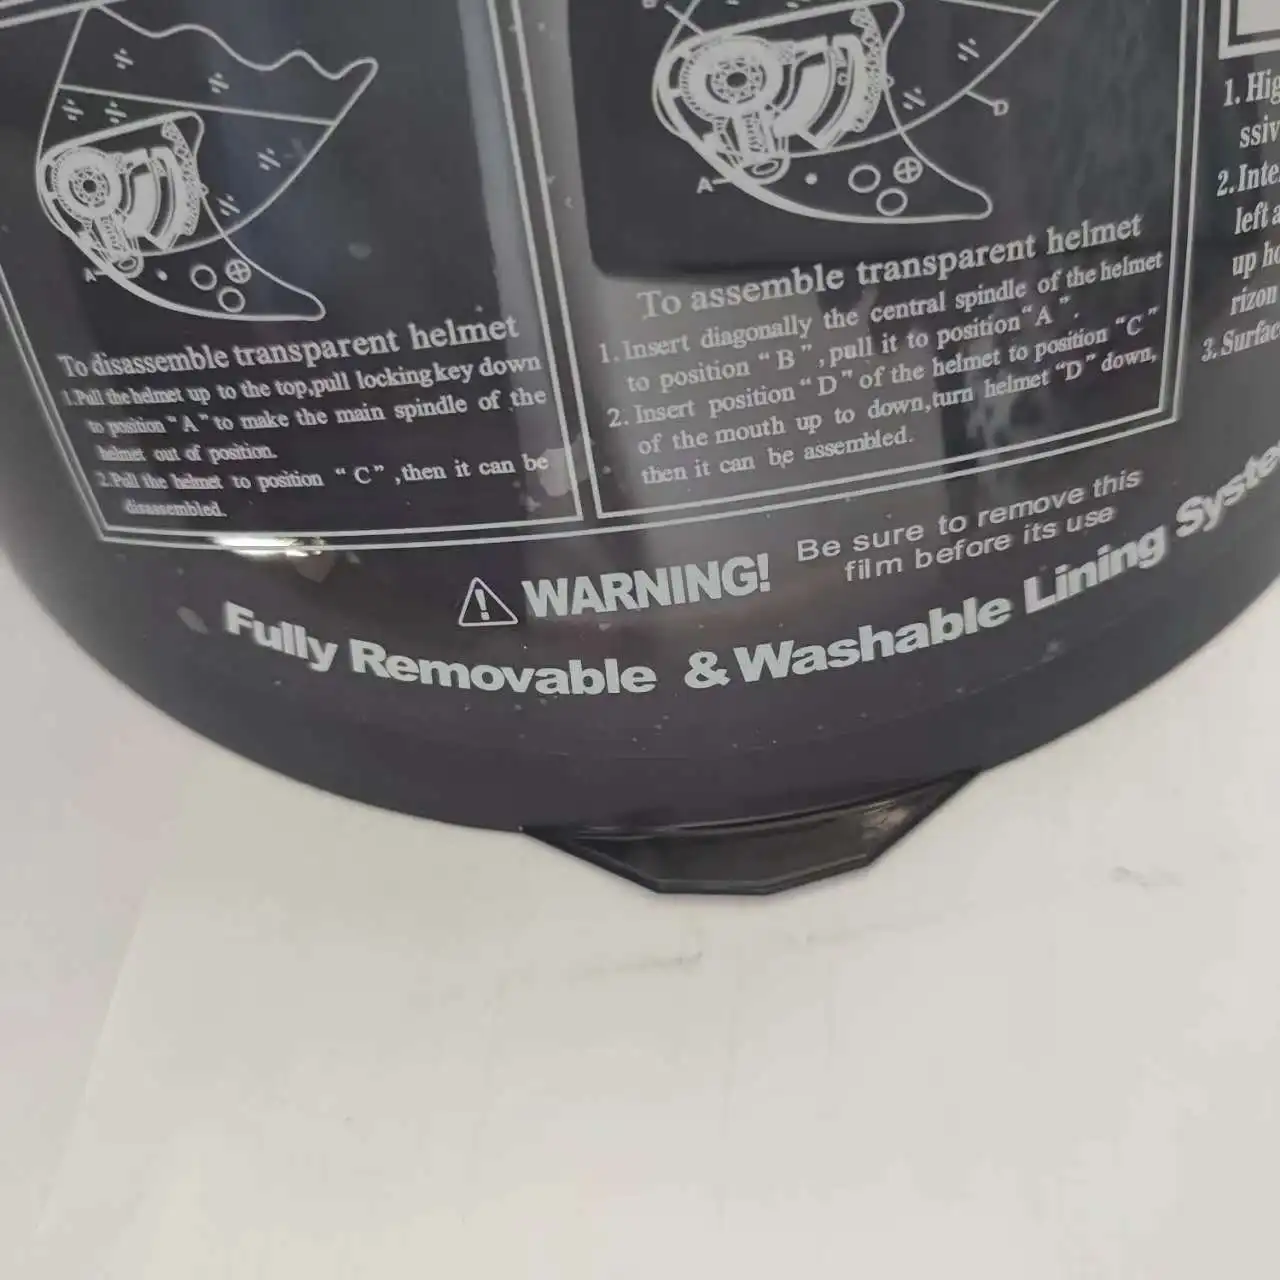 A
To disassemble transparent helmet
1.Pull the helmet up to the top,pull locking key down
to position "A" to make the main spindle of the
helmet out of position.
2.Pull the helmet to position "C",then it can be
disassembled.
B
C
D
A
To assemble transparent helmet
1. Insert diagonally the central spindle of the helmet
to position "B",pull it to position "A".
2. Insert position "D" of the helmet to position "C"
of the mouth up to down,turn helmet "D" down,
then it can be assembled.
1. Hig
ssiv
2. Inte
left a
up ho
rizon
3. Surfac
WARNING! Be sure to remove this
film before its use
Fully Removable & Washable Lining System